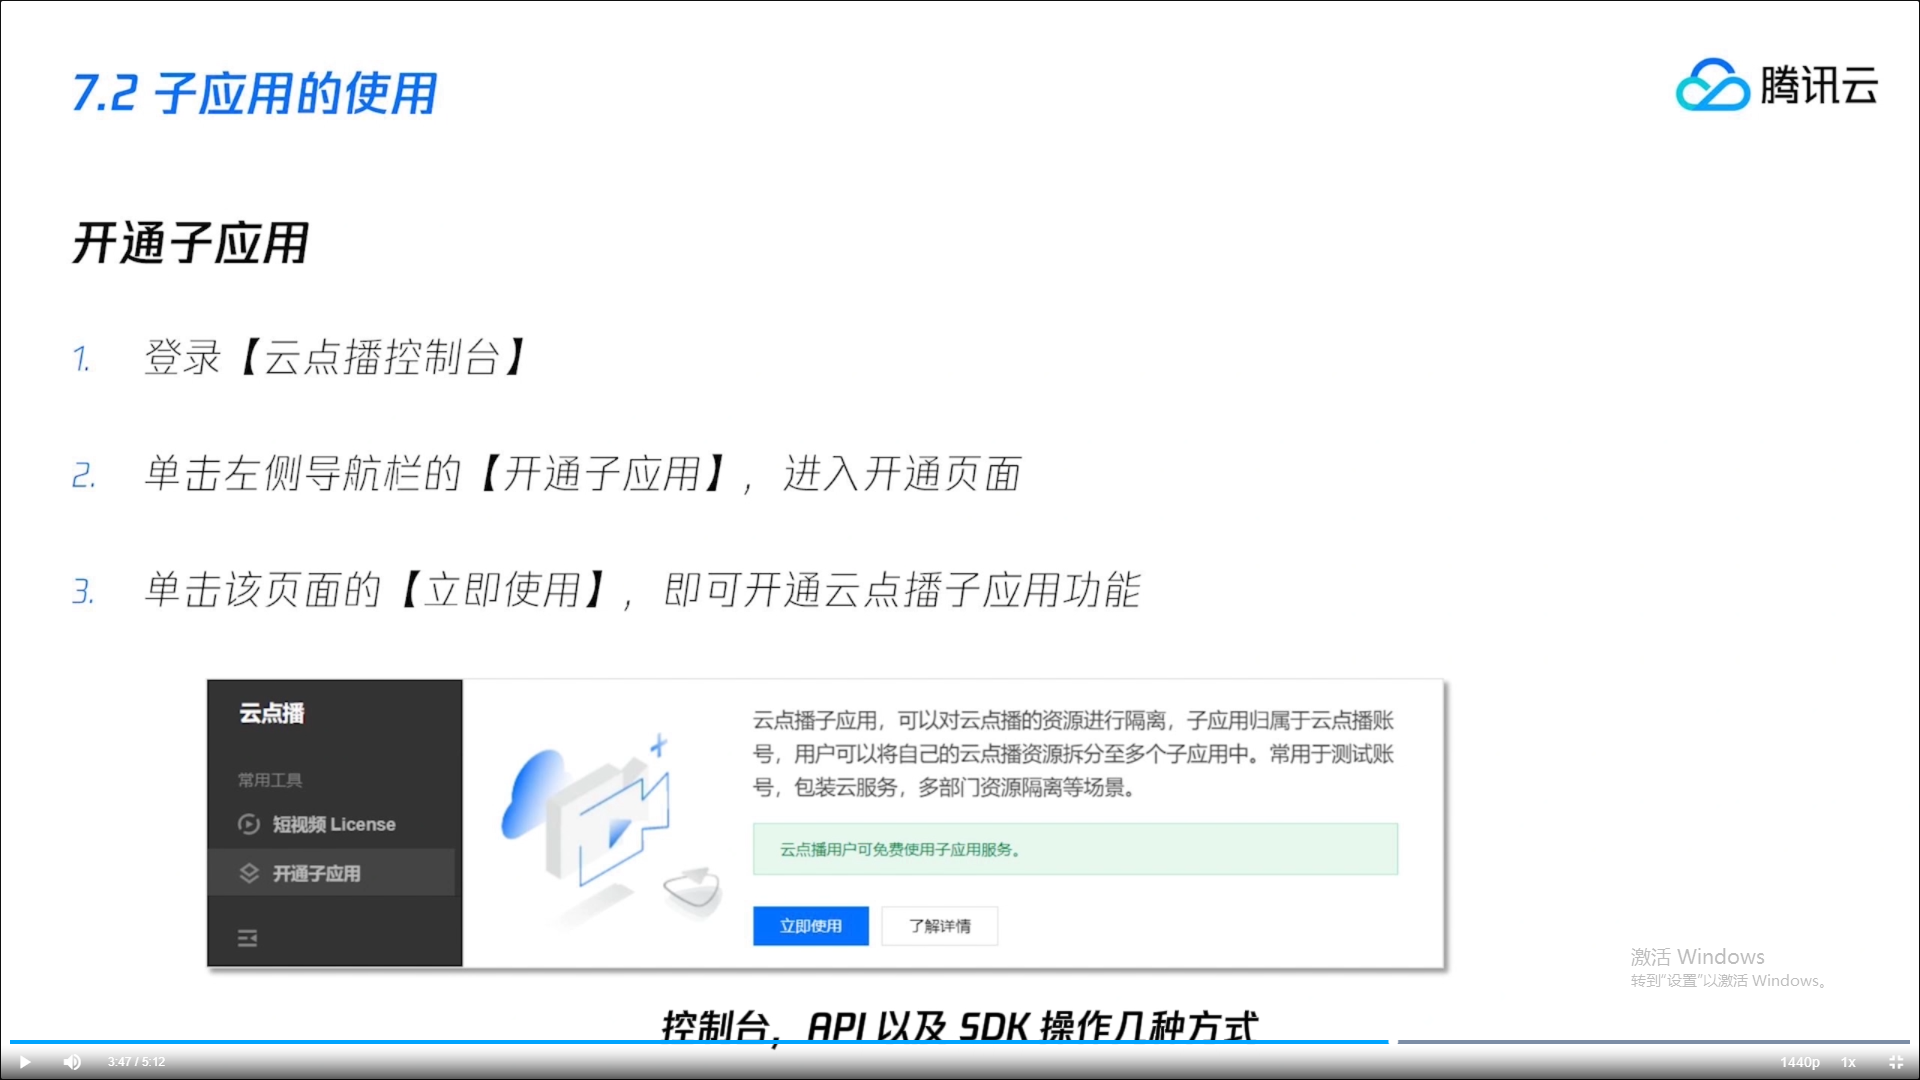 7.2 子应用的使用
腾讯云
开通子应用
1. 登录【云点播控制台】
2. 单击左侧导航栏的【开通子应用】，进入开通页面
3. 单击该页面的【立即使用】，即可开通云点播子应用功能
云点播
常用工具
短视频 License
开通子应用
云点播子应用，可以对云点播的资源进行隔离，子应用归属于云点播账
号，用户可以将自己的云点播资源拆分至多个子应用中。常用于测试账
号，包装云服务，多部门资源隔离等场景。
云点播用户可免费使用子应用服务。
立即使用 了解详情
激活 Windows
转到“设置”以激活 Windows。
控制台，API 以及 SDK 操作几种方式
3:47 / 5:12
1440p 1x